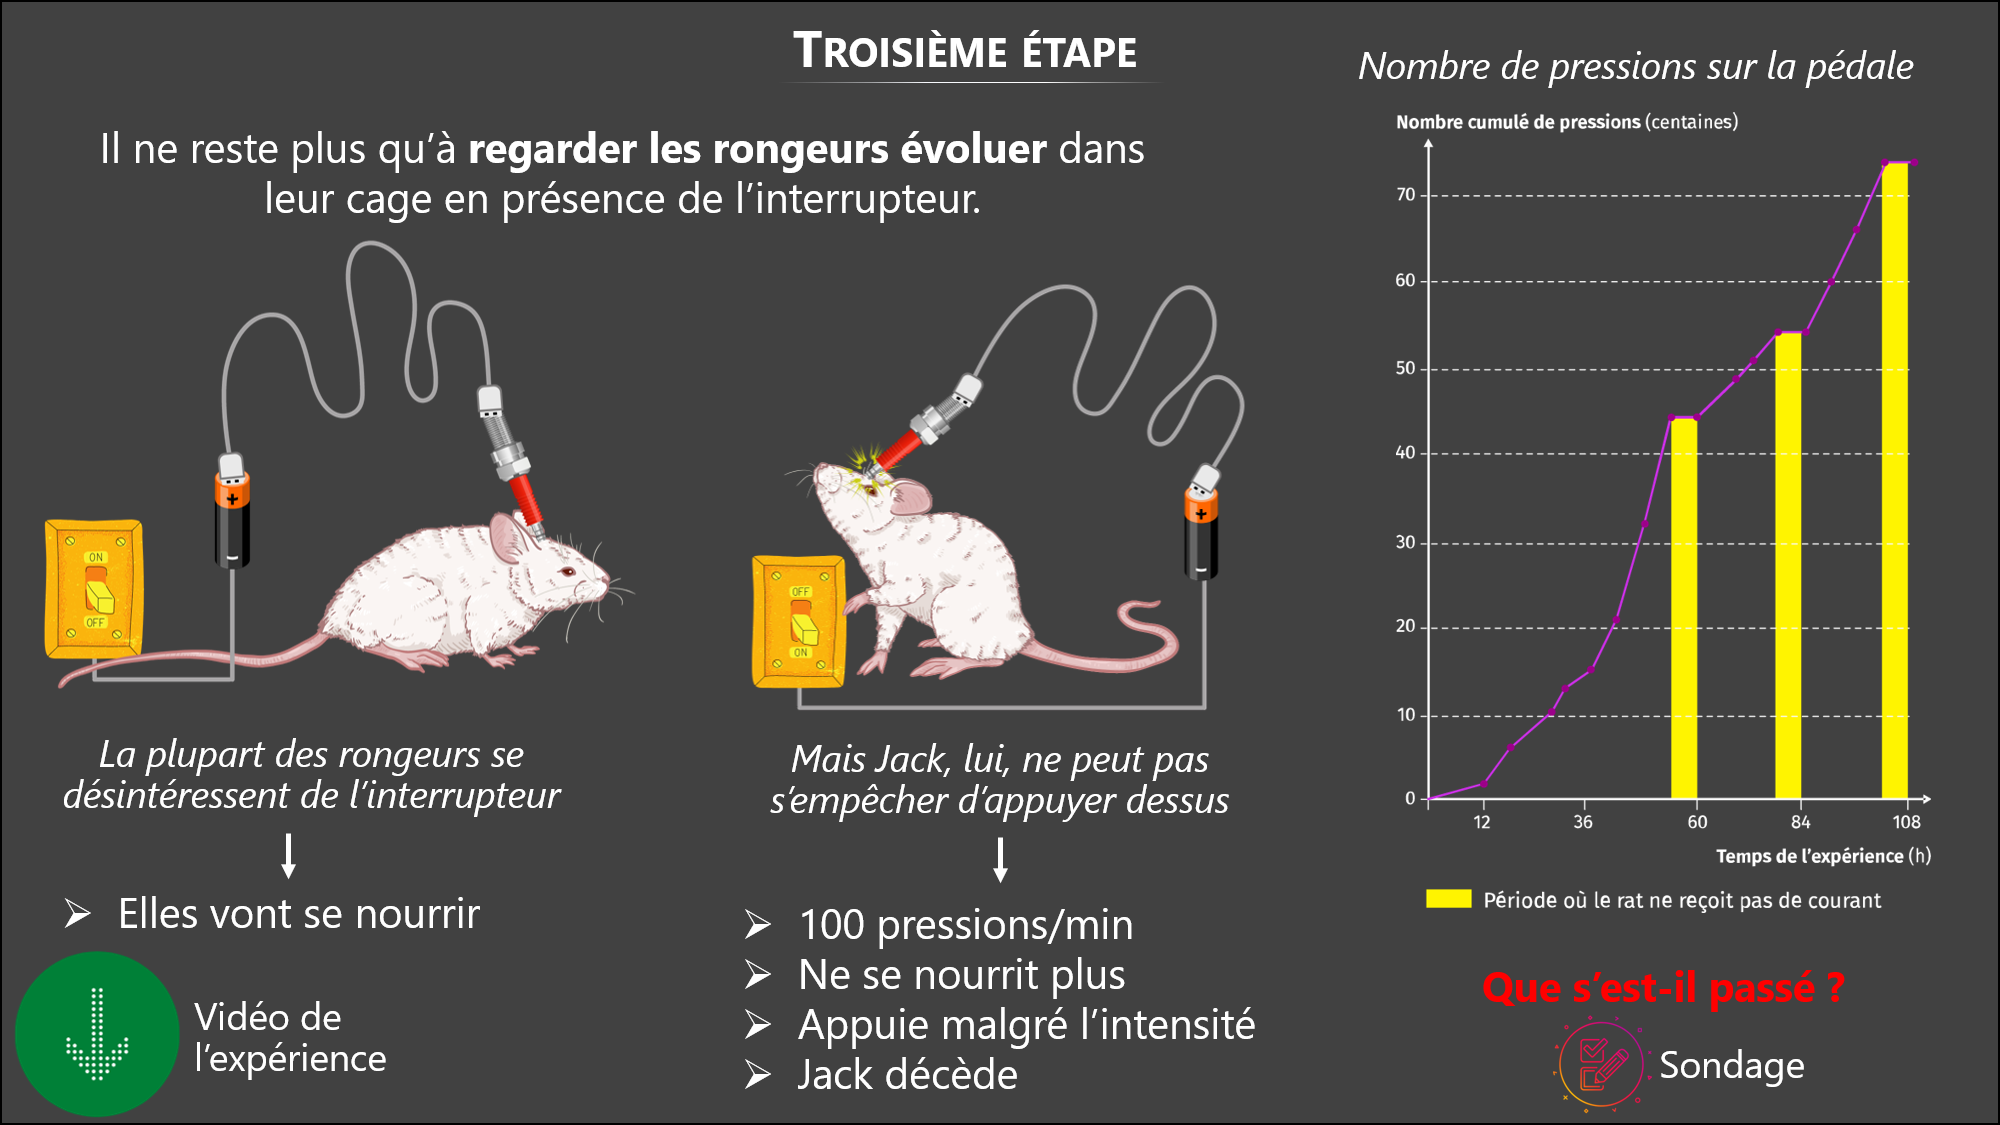 TROISIÈME ÉTAPE
Il ne reste plus qu’à regarder les rongeurs évoluer dans
leur cage en présence de l’interrupteur.
+
ON
OFF
La plupart des rongeurs se
désintéressent de l’interrupteur
➢ Elles vont se nourrir
Vidéo de
l’expérience
+
OFF
ON
Mais Jack, lui, ne peut pas
s’empêcher d’appuyer dessus
➢ 100 pressions/min
➢ Ne se nourrit plus
➢ Appuie malgré l’intensité
➢ Jack décède
Nombre de pressions sur la pédale
Nombre cumulé de pressions (centaines)
70
60
50
40
30
20
10
0
12 36 60 84 108
Temps de l’expérience (h)
Période où le rat ne reçoit pas de courant
Que s’est-il passé ?
Sondage